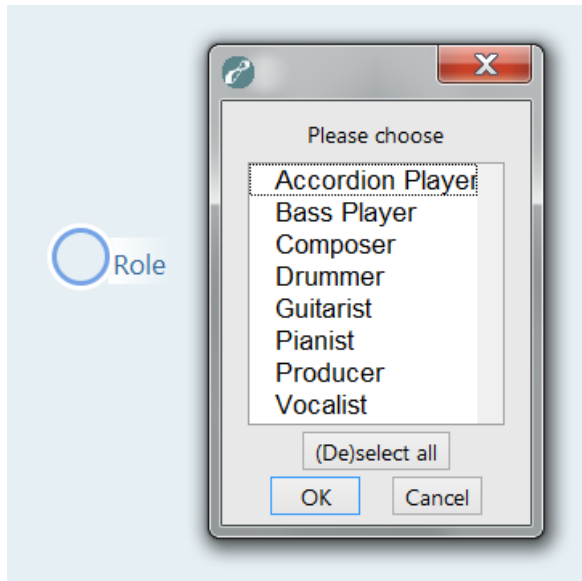 Role
Please choose
Accordion Player
Bass Player
Composer
Drummer
Guitarist
Pianist
Producer
Vocalist
(De)select all
OK Cancel